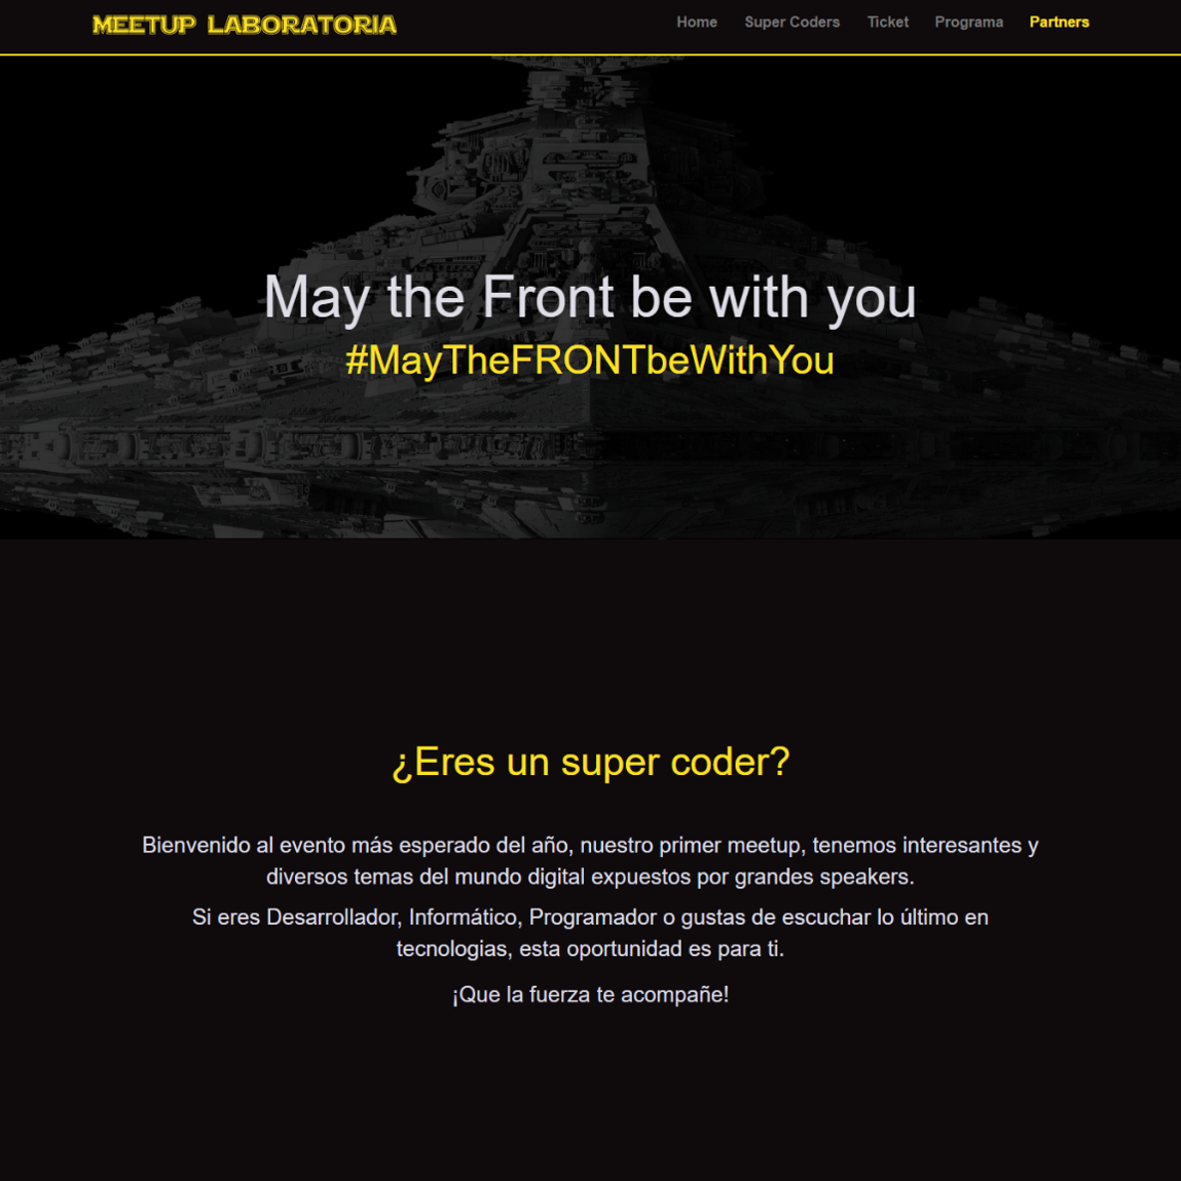 MEETUP LABORATORIA
Home Super Coders Ticket Programa Partners
May the Front be with you
#MayTheFRONTbeWithYou
¿Eres un super coder?
Bienvenido al evento más esperado del año, nuestro primer meetup, tenemos interesantes y
diversos temas del mundo digital expuestos por grandes speakers.
Si eres Desarrollador, Informático, Programador o gustas de escuchar lo último en
tecnologias, esta oportunidad es para ti.
¡Que la fuerza te acompañe!